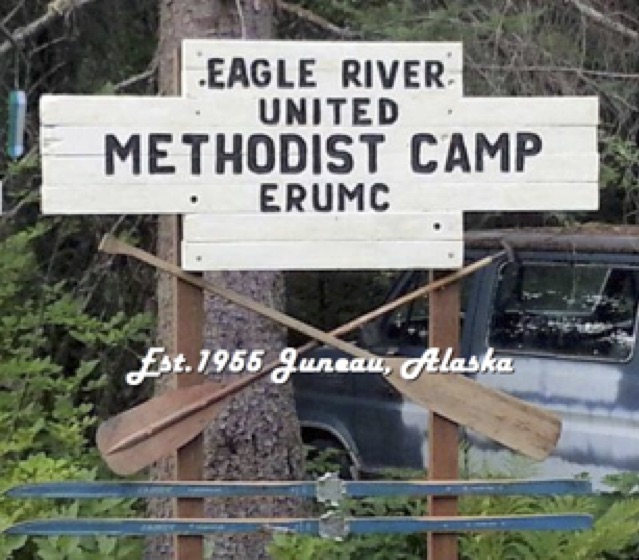 EAGLE RIVER
UNITED
METHODIST CAMP
ERUMC
Est. 1955 Juneau, Alaska